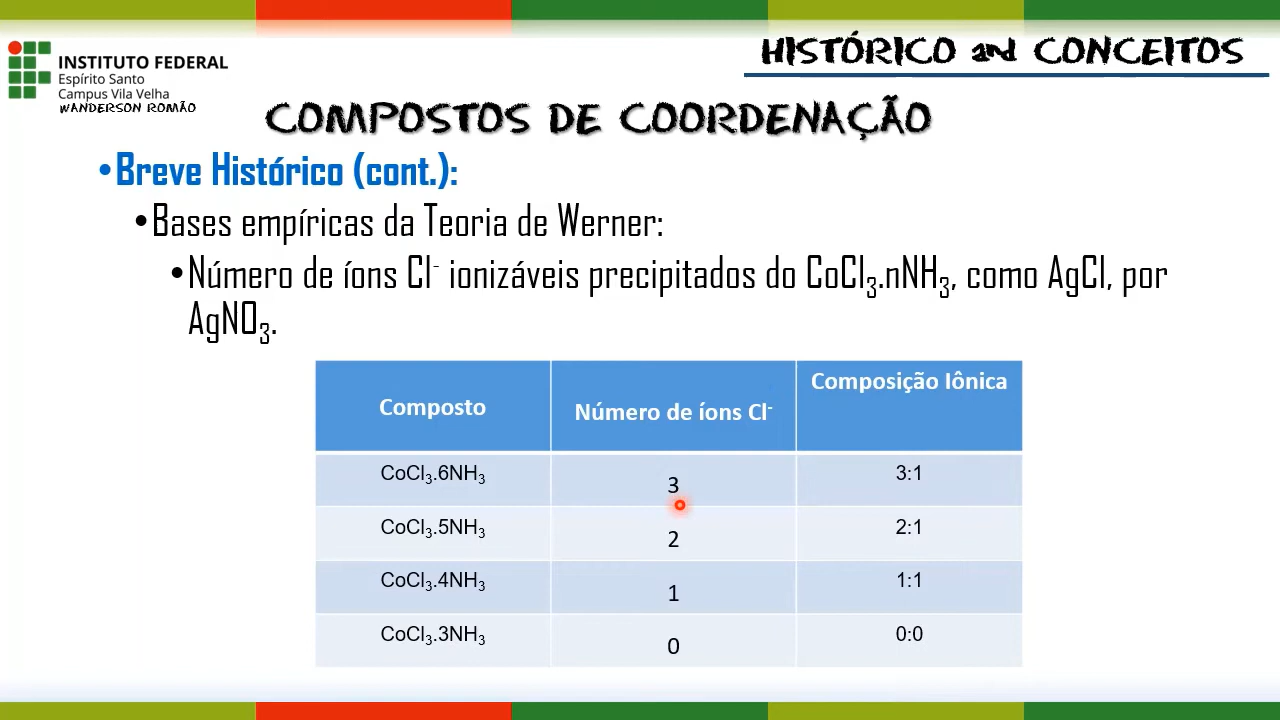 HISTÓRICO and CONCEITOS
INSTITUTO FEDERAL
Espírito Santo
Campus Vila Velha
WANDERSON ROMÃO
COMPOSTOS DE COORDENAÇÃO
•Breve Histórico (cont.):
•Bases empíricas da Teoria de Werner:
•Número de íons Cl⁻ ionizáveis precipitados do CoCl₃.nNH₃, como AgCl, por
AgNO₃.
Composto Número de íons Cl⁻ Composição Iônica
CoCl₃.6NH₃ 3 3:1
CoCl₃.5NH₃ 2 2:1
CoCl₃.4NH₃ 1 1:1
CoCl₃.3NH₃ 0 0:0